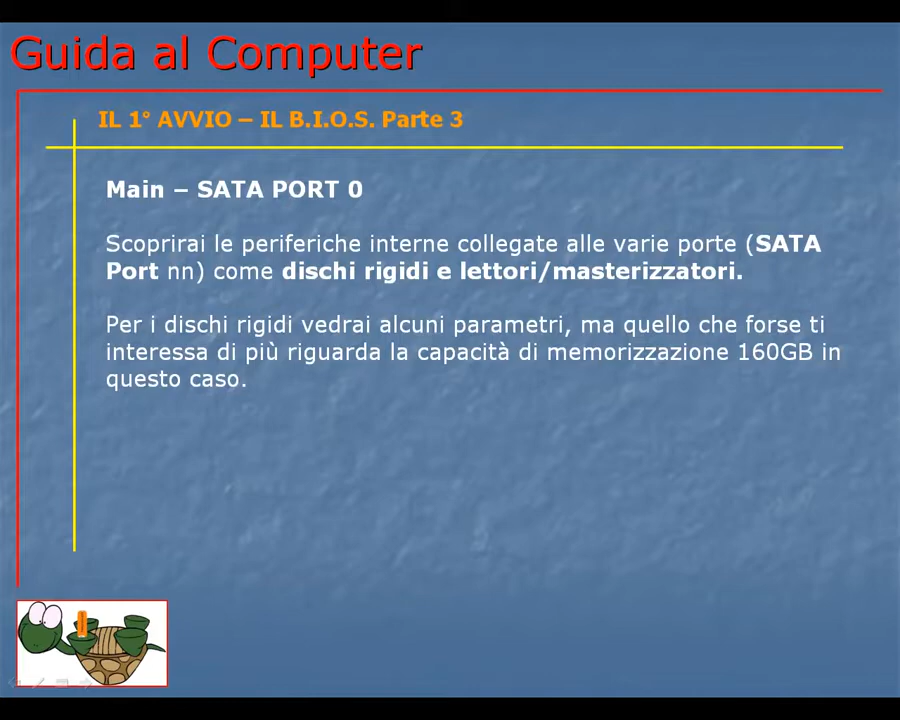 Guida al Computer
IL 1° AVVIO – IL B.I.O.S. Parte 3
Main – SATA PORT 0
Scoprirai le periferiche interne collegate alle varie porte (SATA
Port nn) come dischi rigidi e lettori/masterizzatori.
Per i dischi rigidi vedrai alcuni parametri, ma quello che forse ti
interessa di più riguarda la capacità di memorizzazione 160GB in
questo caso.